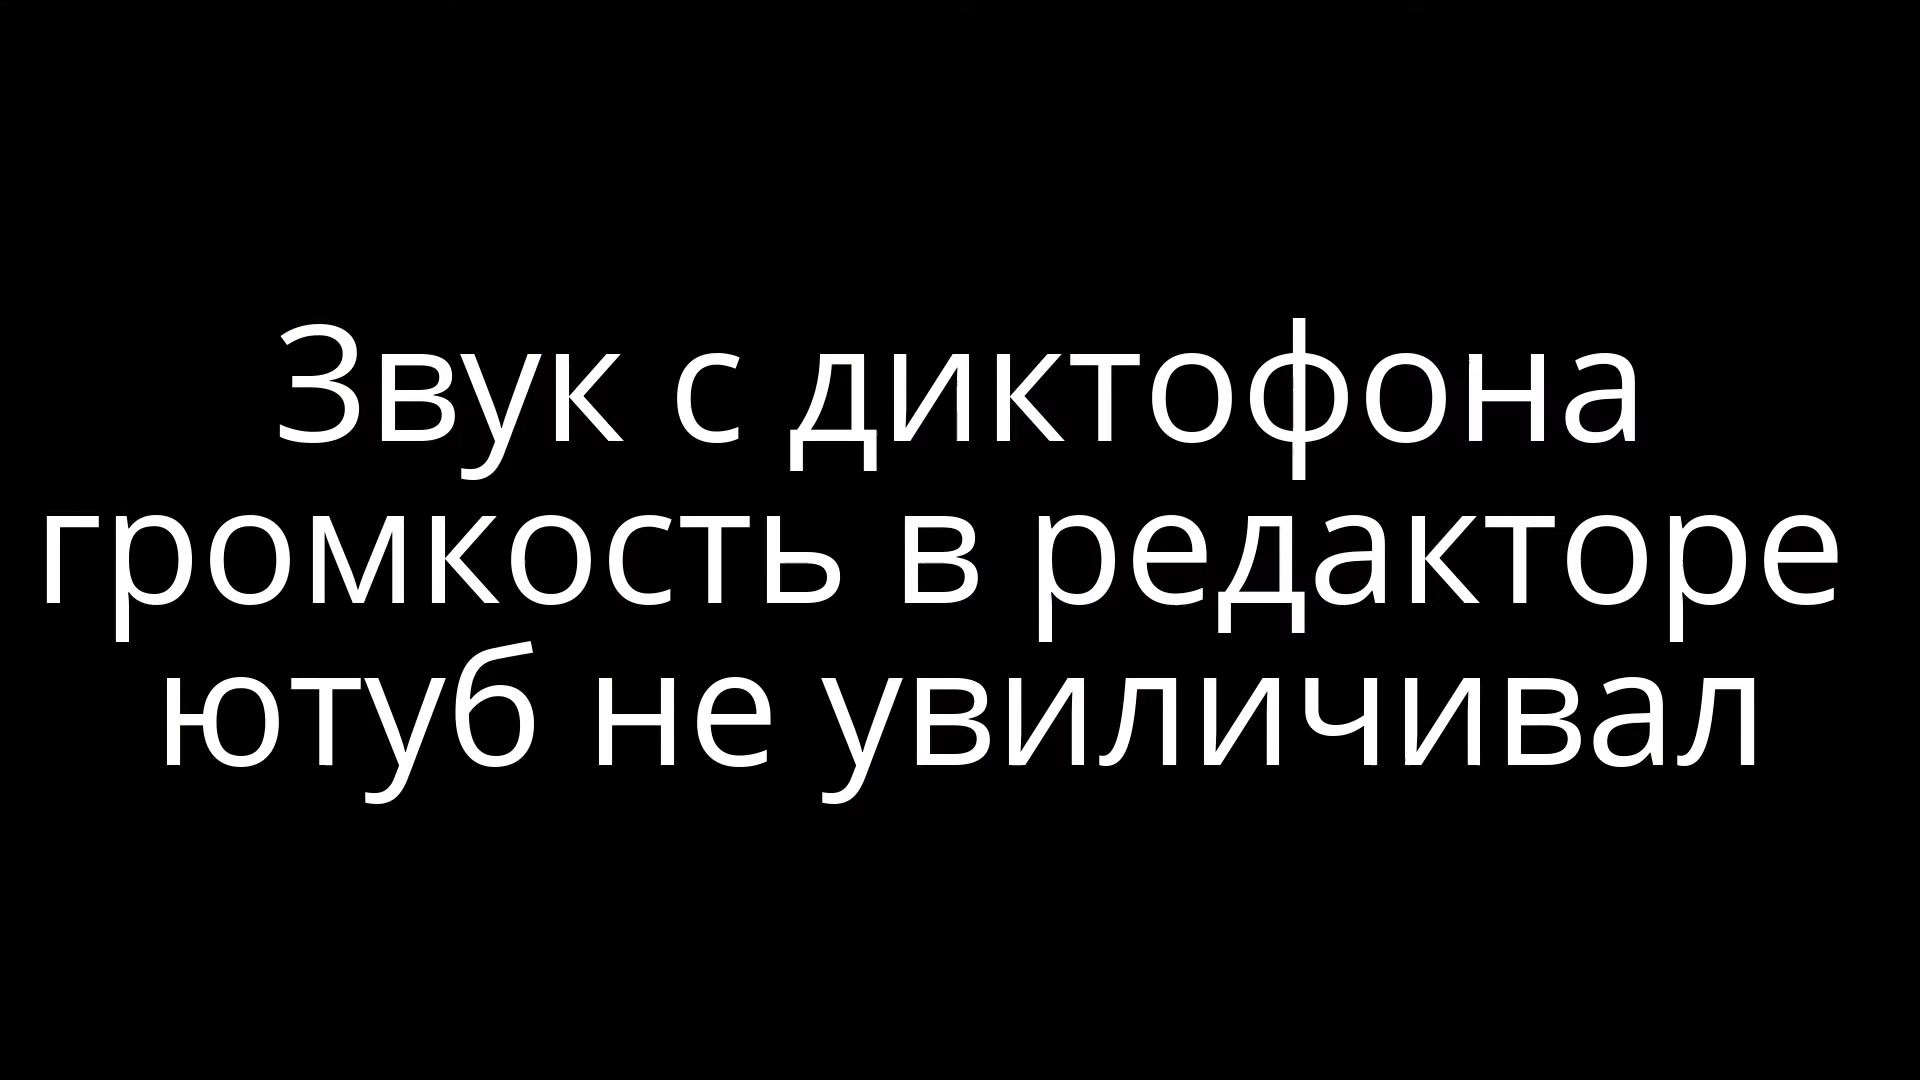 Звук с диктофона
громкость в редакторе
ютуб не увиличивал